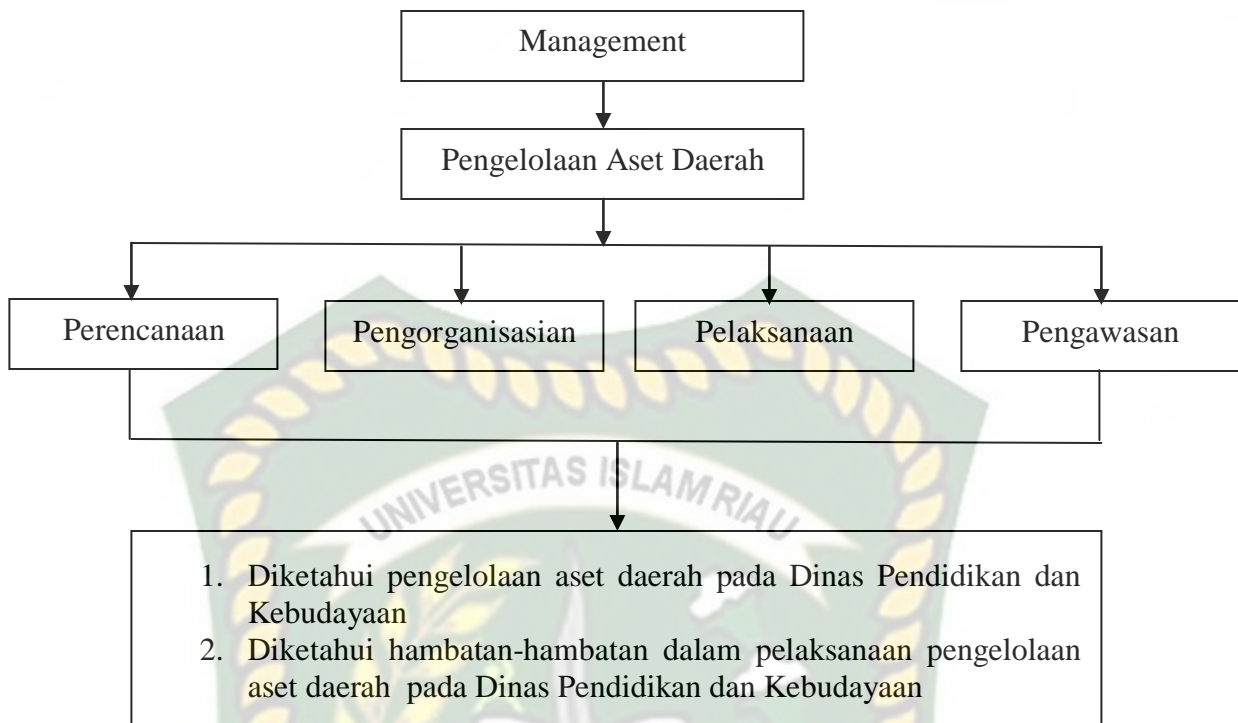 Management
Pengelolaan Aset Daerah
Perencanaan
Pengorganisasian
Pelaksanaan
Pengawasan
UNIVERSITAS ISLAM RIAU
1. Diketahui pengelolaan aset daerah pada Dinas Pendidikan dan
Kebudayaan
2. Diketahui hambatan-hambatan dalam pelaksanaan pengelolaan
aset daerah pada Dinas Pendidikan dan Kebudayaan